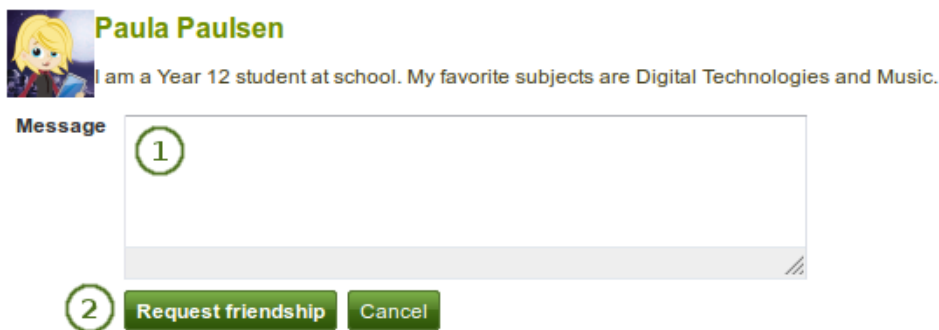 Paula Paulsen
I am a Year 12 student at school. My favorite subjects are Digital Technologies and Music.
Message
1
2 Request friendship Cancel